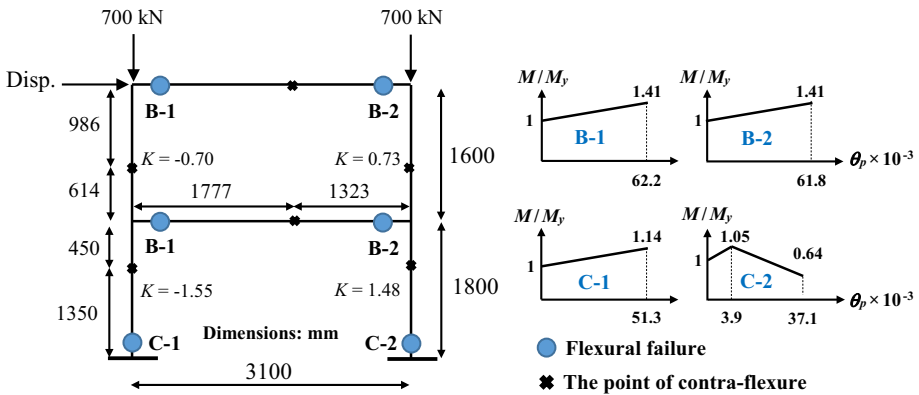 700 kN
700 kN
Disp.
B-1
B-2
986
K = -0.70
K = 0.73
1600
614
1777
1323
B-1
B-2
450
K = -1.55
K = 1.48
1800
1350
Dimensions: mm
C-1
C-2
3100
M / My
1.41
1
B-1
62.2
M / My
1.41
1
B-2
61.8
θp × 10-3
M / My
1.14
1
C-1
51.3
M / My
1.05
0.64
1
C-2
3.9
37.1
θp × 10-3
Flexural failure
The point of contra-flexure